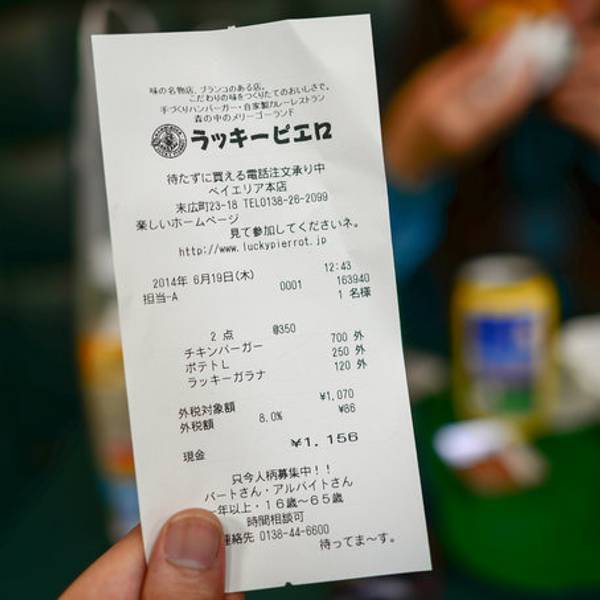 味の名物店、ブランコのある店。
こだわりの味をつくりたてのおいしさで。
手づくりハンバーガー・自家製カレーレストラン
森の中のメリーゴーランド
ラッキーピエロ
待たずに買える電話注文承り中
ベイエリア本店
末広町23-18 TEL0138-26-2099
楽しいホームページ
見て参加してくださいネ。
http://www.luckypierrot.jp
2014年 6月19日(木) 12:43
担当-A 0001 163940
1 名様
2 点 @350
チキンバーガー 700 外
ポテトL 250 外
ラッキーガラナ 120 外
外税対象額 ¥1,070
外税額 8.0% ¥86
現金 ¥1,156
只今人柄募集中！！
パートさん・アルバイトさん
一年以上・１６歳～６５歳
時間相談可
連絡先 0138-44-6600
待ってま～す。